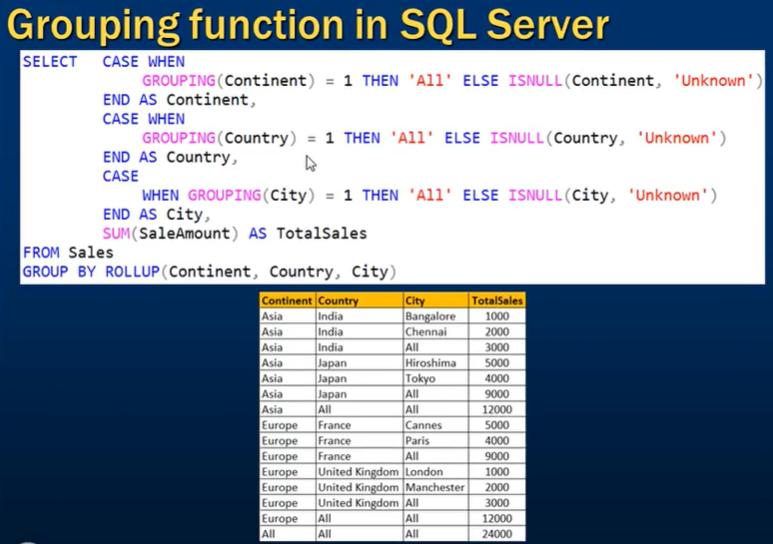 Grouping function in SQL Server
SELECT CASE WHEN
GROUPING(Continent) = 1 THEN 'All' ELSE ISNULL(Continent, 'Unknown')
END AS Continent,
CASE WHEN
GROUPING(Country) = 1 THEN 'All' ELSE ISNULL(Country, 'Unknown')
END AS Country,
CASE
WHEN GROUPING(City) = 1 THEN 'All' ELSE ISNULL(City, 'Unknown')
END AS City,
SUM(SaleAmount) AS TotalSales
FROM Sales
GROUP BY ROLLUP(Continent, Country, City)
Continent Country City TotalSales
Asia India Bangalore 1000
Asia India Chennai 2000
Asia India All 3000
Asia Japan Hiroshima 5000
Asia Japan Tokyo 4000
Asia Japan All 9000
Asia All All 12000
Europe France Cannes 5000
Europe France Paris 4000
Europe France All 9000
Europe United Kingdom London 1000
Europe United Kingdom Manchester 2000
Europe United Kingdom All 3000
Europe All All 12000
All All All 24000